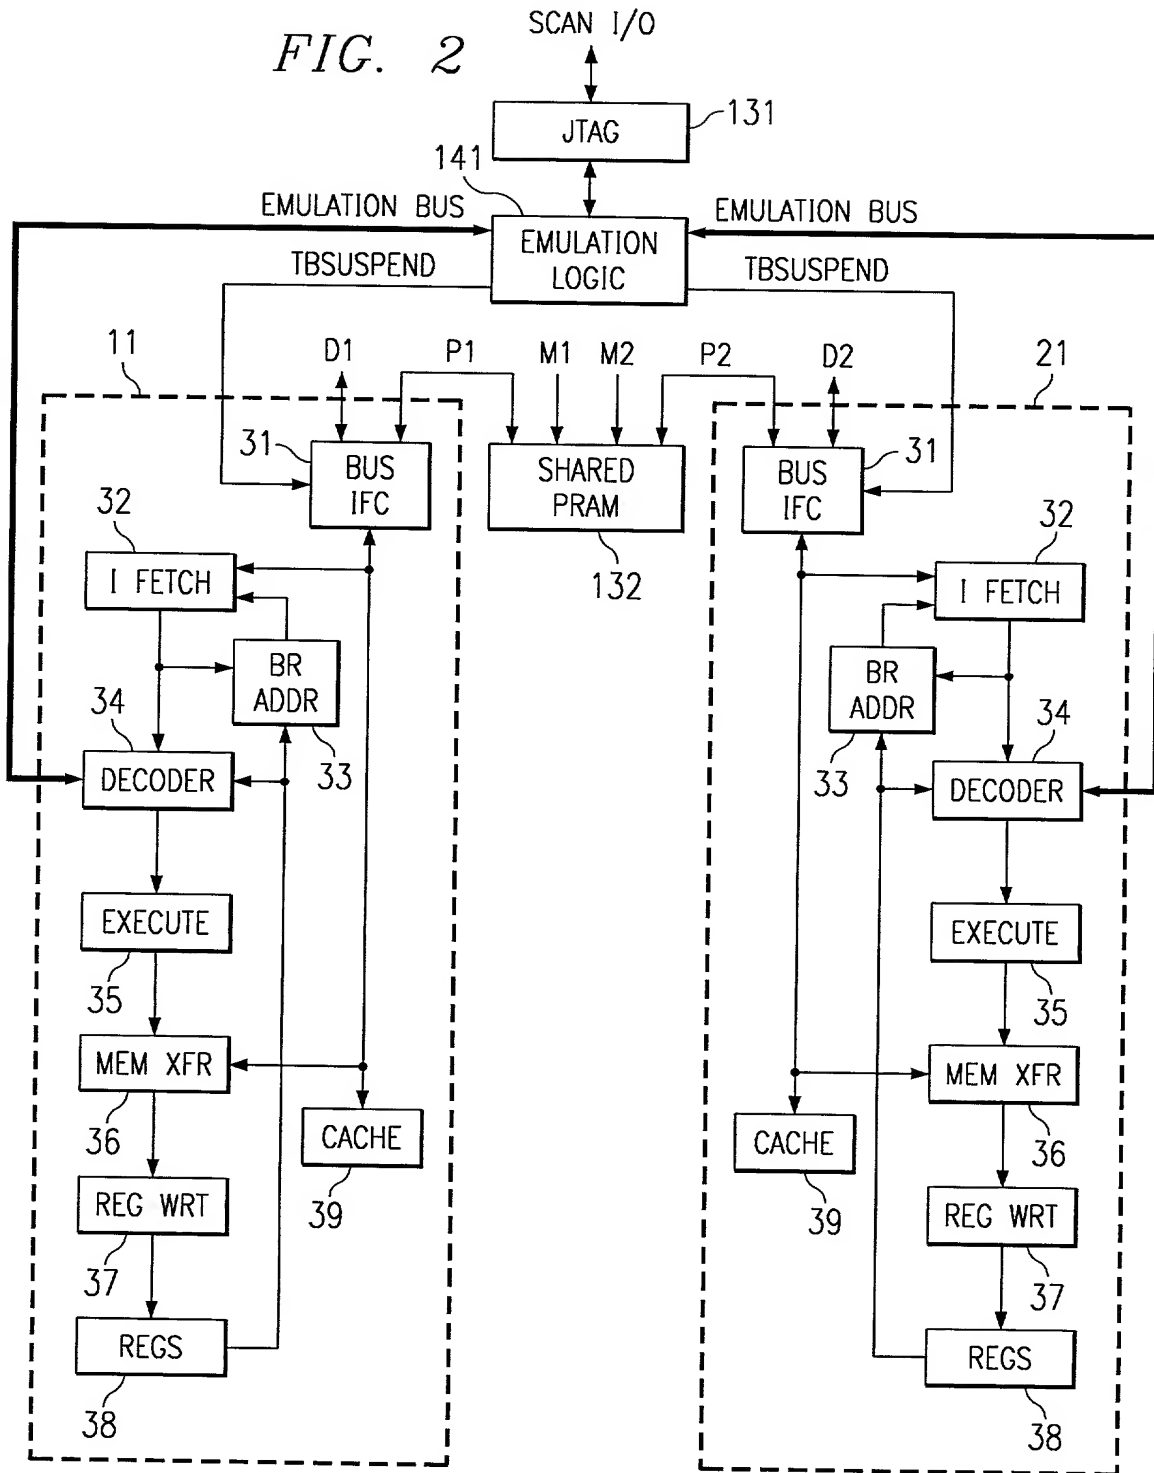 FIG. 2
SCAN I/O
JTAG
131
141
EMULATION BUS
EMULATION BUS
EMULATION
LOGIC
TBSUSPEND
TBSUSPEND
11
D1
P1
M1
M2
P2
D2
21
31
BUS
IFC
SHARED
PRAM
132
BUS
IFC
31
32
I FETCH
BR
ADDR
33
34
DECODER
EXECUTE
35
MEM XFR
36
CACHE
39
REG WRT
37
REGS
38
32
I FETCH
BR
ADDR
33
34
DECODER
EXECUTE
35
MEM XFR
36
CACHE
39
REG WRT
37
REGS
38